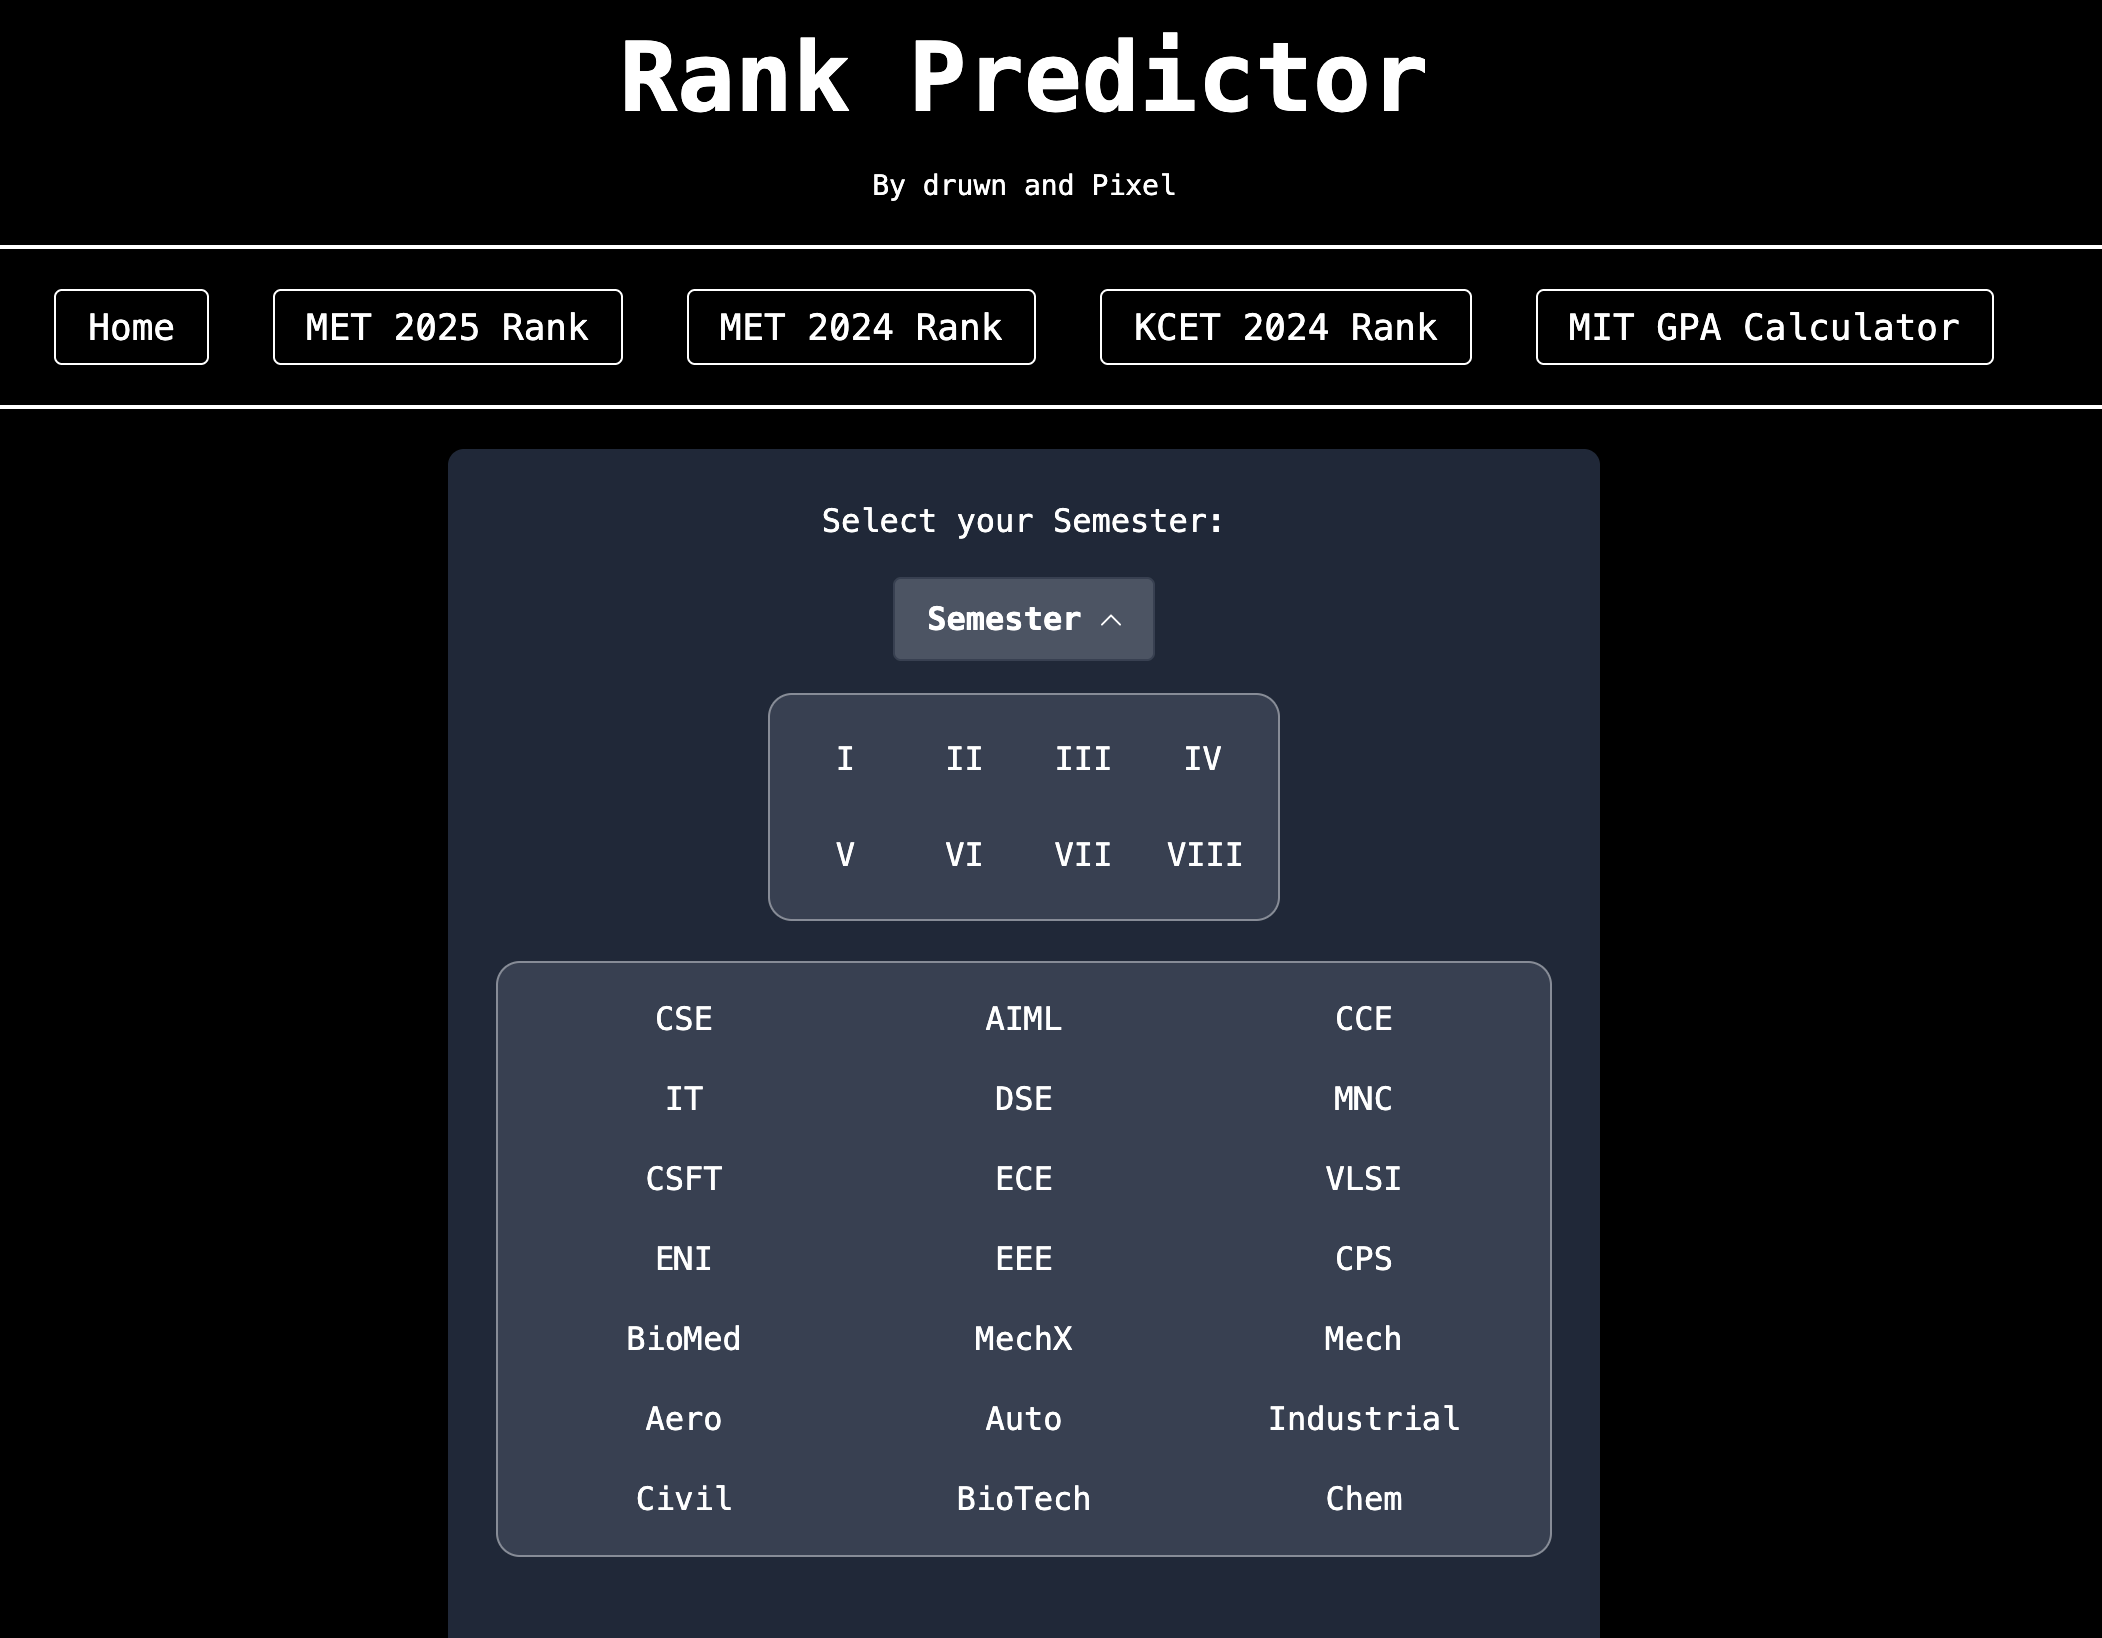 Rank Predictor
By druwn and Pixel
Home MET 2025 Rank MET 2024 Rank KCET 2024 Rank MIT GPA Calculator
Select your Semester:
Semester
I II III IV
V VI VII VIII
CSE AIML CCE
IT DSE MNC
CSFT ECE VLSI
ENI EEE CPS
BioMed MechX Mech
Aero Auto Industrial
Civil BioTech Chem